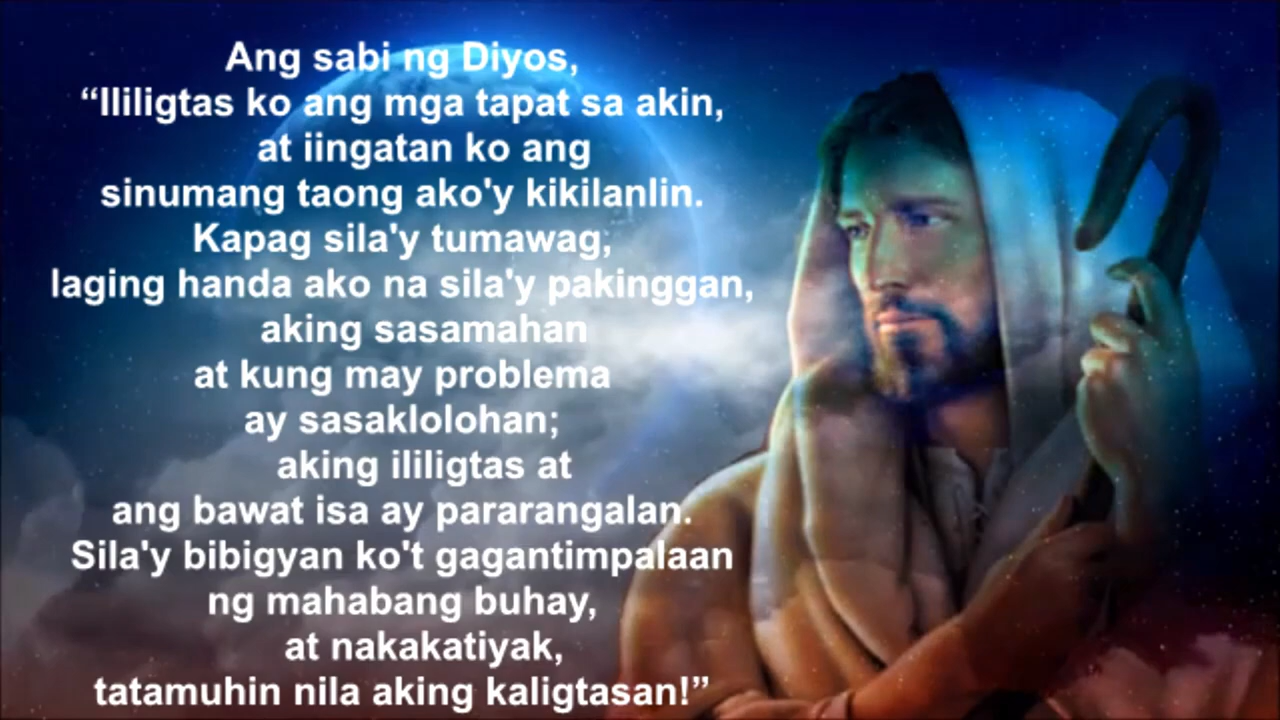 Ang sabi ng Diyos,
“Ililigtas ko ang mga tapat sa akin,
at iingatan ko ang
sinumang taong ako'y kikilanlin.
Kapag sila'y tumawag,
laging handa ako na sila'y pakinggan,
aking sasamahan
at kung may problema
ay sasaklolohan;
aking ililigtas at
ang bawat isa ay pararangalan.
Sila'y bibigyan ko't gagantimpalaan
ng mahabang buhay,
at nakakatiyak,
tatamuhin nila aking kaligtasan!”